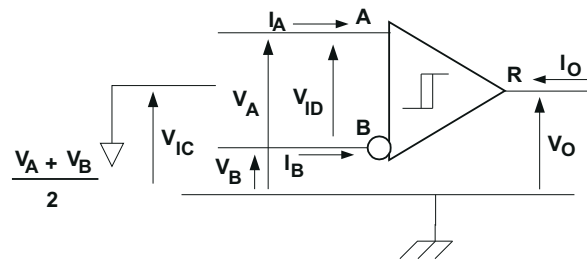 I_A
A
V_A
V_ID
V_IC
B
V_B
I_B
R
I_O
V_O
V_A + V_B
2